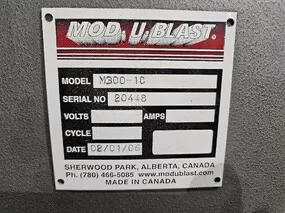 MOD.U.BLAST.
MODEL M300-1C
SERIAL NO 20448
VOLTS AMPS
CYCLE
DATE 02/01/06
SHERWOOD PARK, ALBERTA, CANADA
Ph. (780) 466-5085 www.modublast.com
MADE IN CANADA